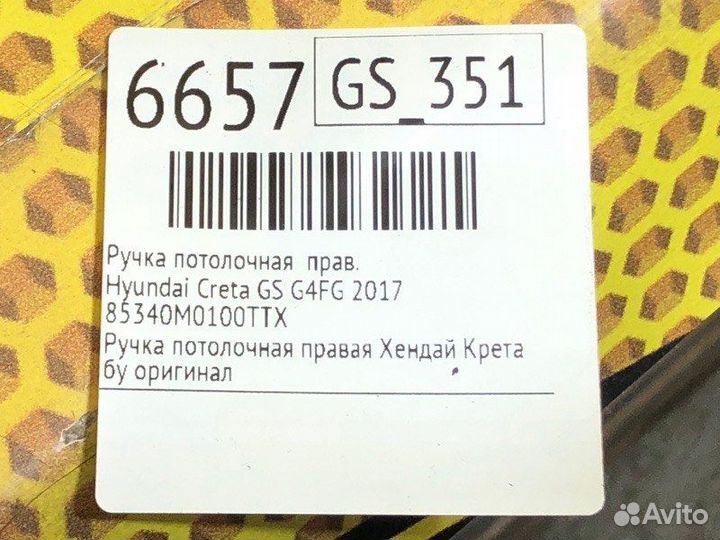 6657 GS_351
Ручка потолочная прав.
Hyundai Creta GS G4FG 2017
85340M0100TTX
Ручка потолочная правая Хендай Крета
бу оригинал
Avito